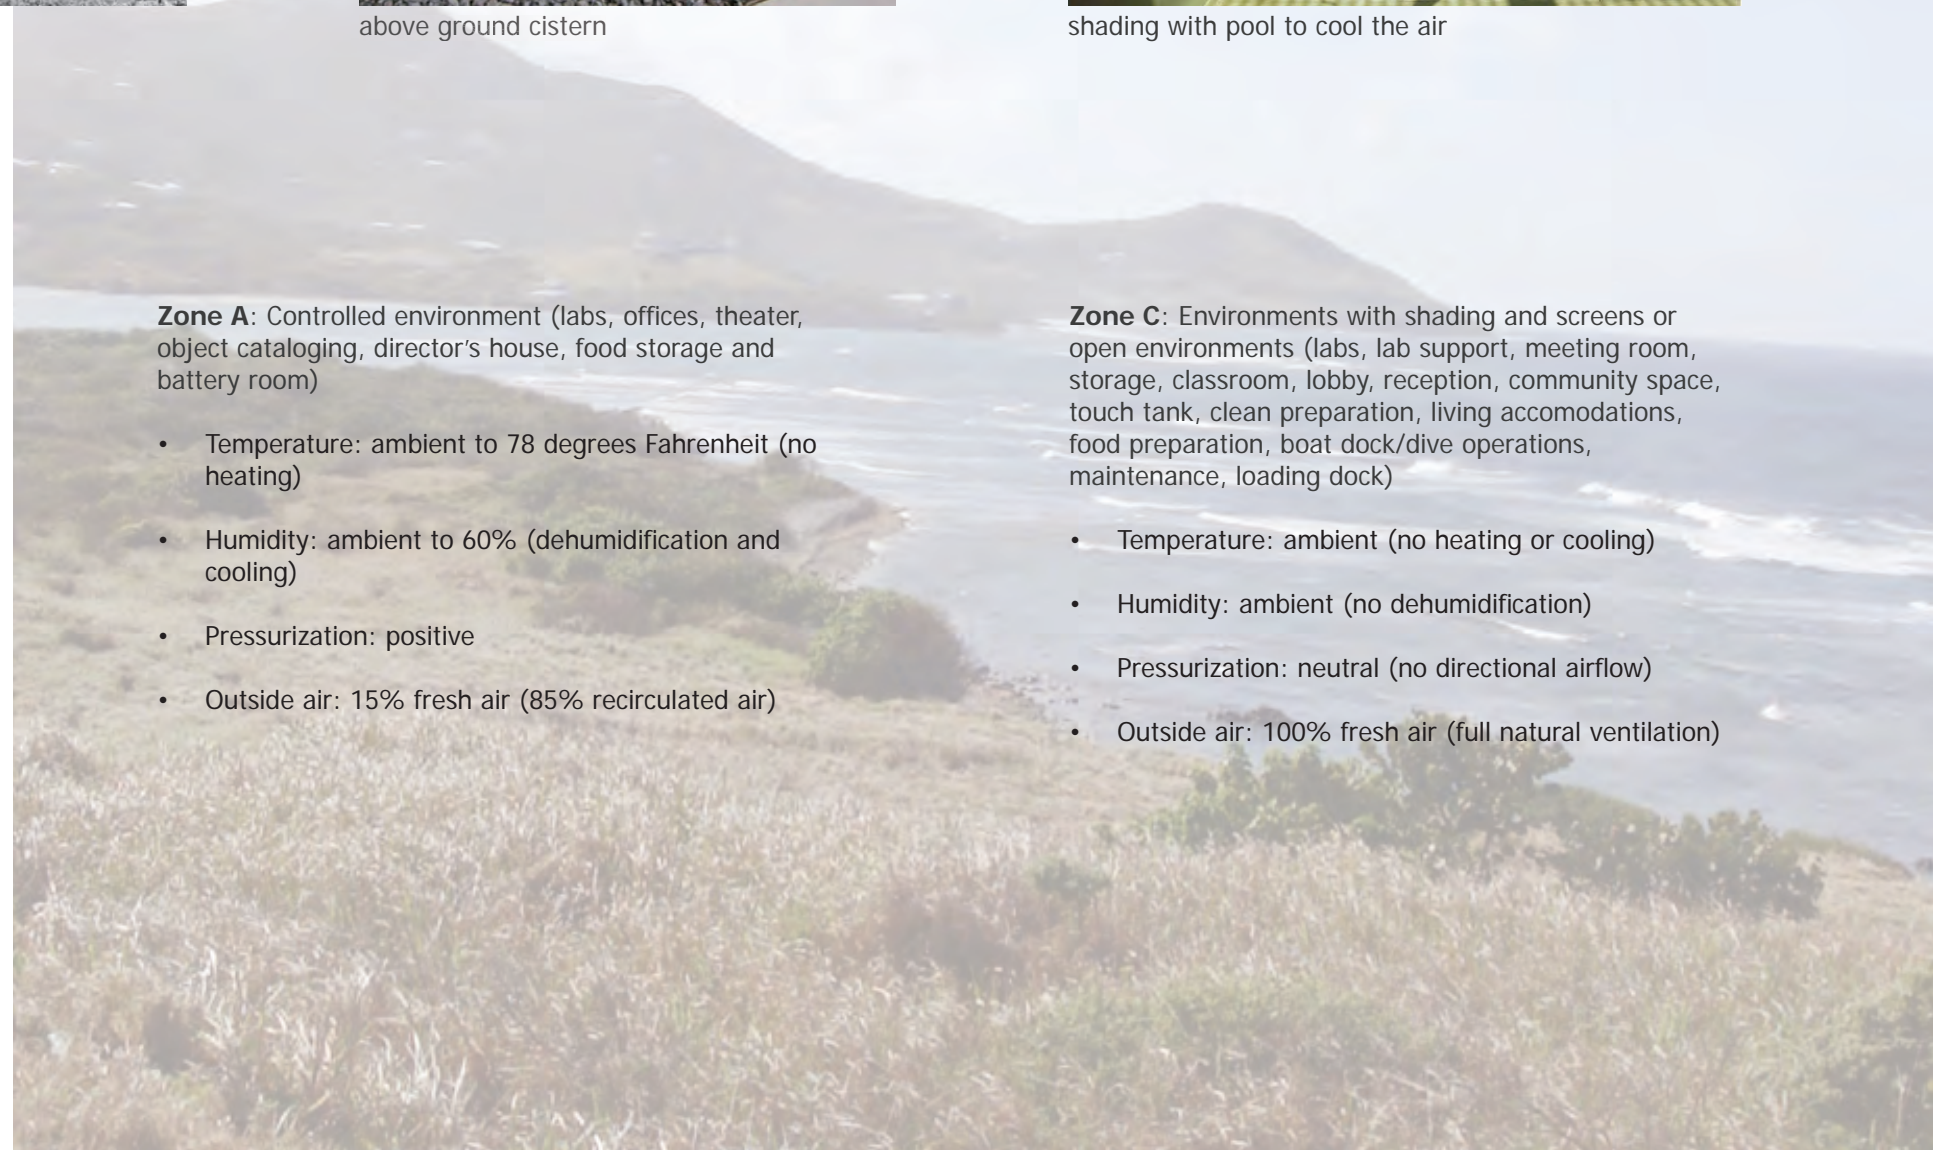 above ground cistern
shading with pool to cool the air
Zone A: Controlled environment (labs, offices, theater,
object cataloging, director’s house, food storage and
battery room)
• Temperature: ambient to 78 degrees Fahrenheit (no
heating)
• Humidity: ambient to 60% (dehumidification and
cooling)
• Pressurization: positive
• Outside air: 15% fresh air (85% recirculated air)
Zone C: Environments with shading and screens or
open environments (labs, lab support, meeting room,
storage, classroom, lobby, reception, community space,
touch tank, clean preparation, living accomodations,
food preparation, boat dock/dive operations,
maintenance, loading dock)
• Temperature: ambient (no heating or cooling)
• Humidity: ambient (no dehumidification)
• Pressurization: neutral (no directional airflow)
• Outside air: 100% fresh air (full natural ventilation)